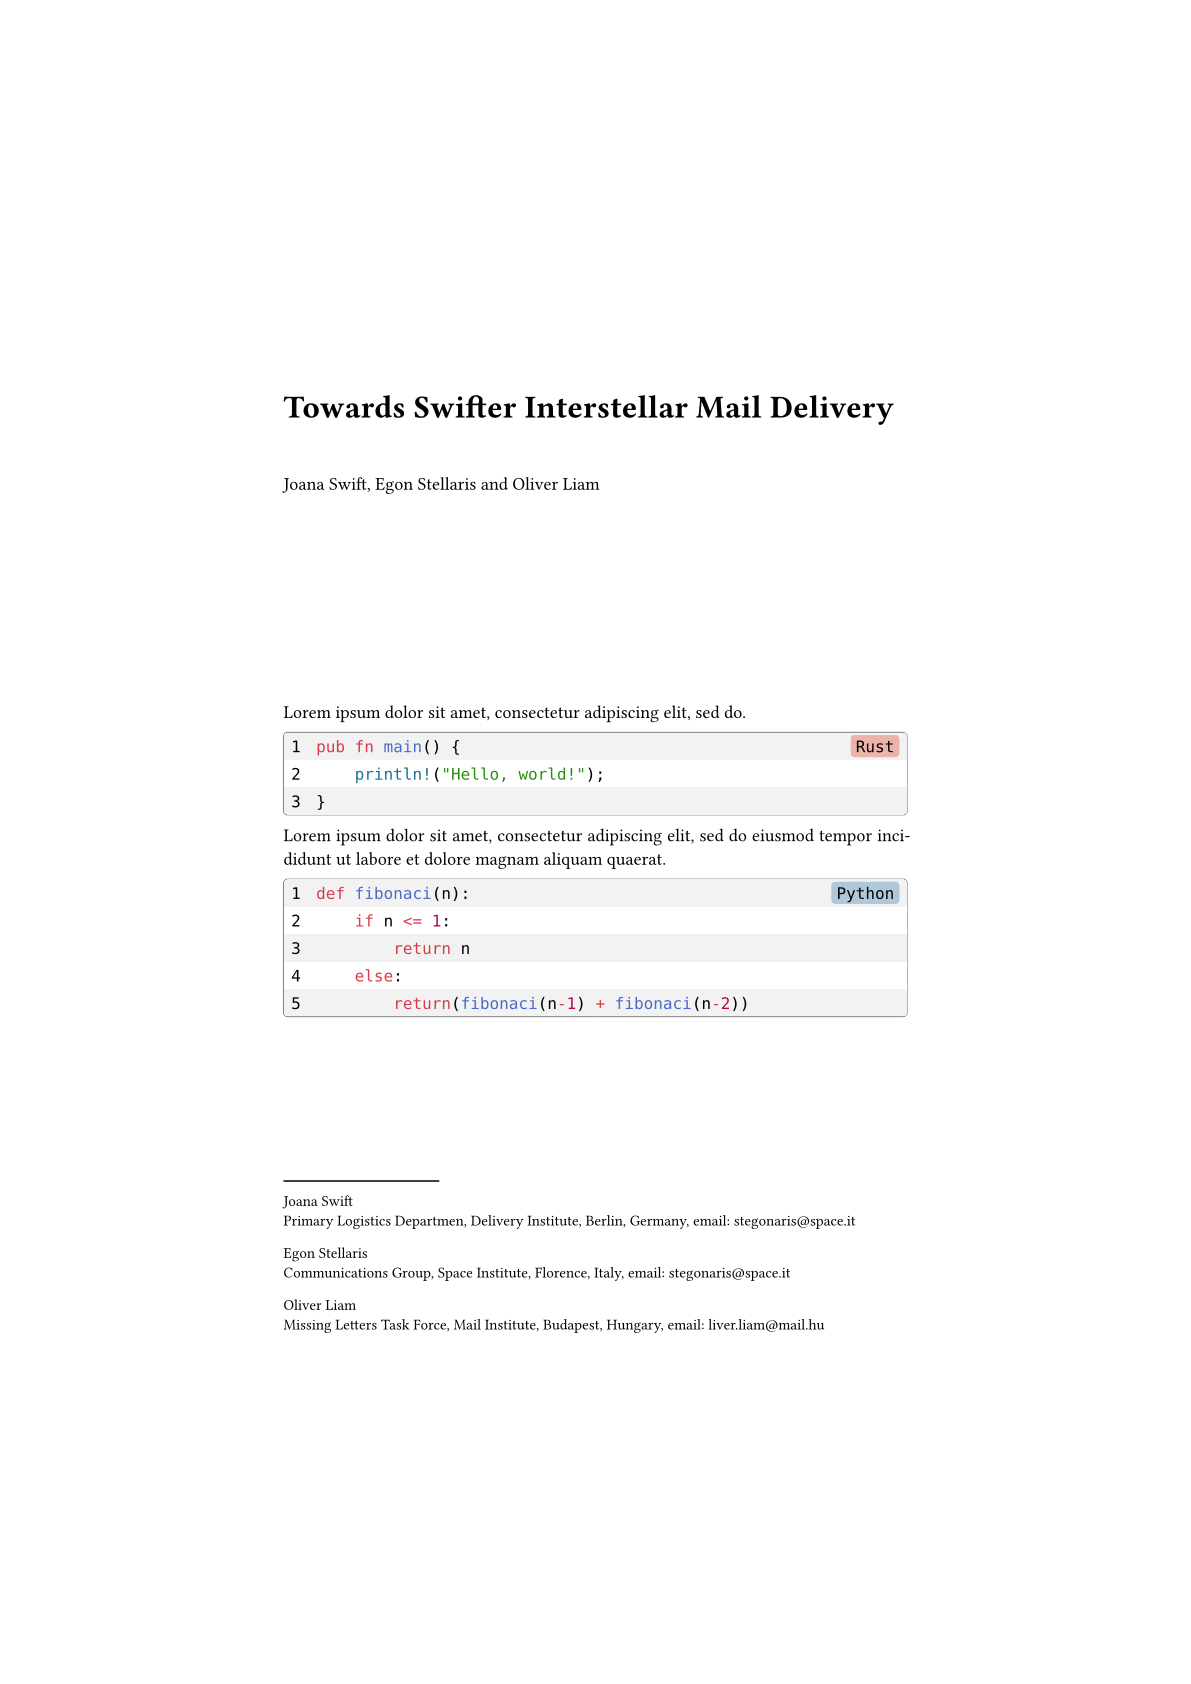 Towards Swifter Interstellar Mail Delivery
Joana Swift, Egon Stellaris and Oliver Liam
Lorem ipsum dolor sit amet, consectetur adipiscing elit, sed do.
1 pub fn main() { Rust
2     println!("Hello, world!");
3 }
Lorem ipsum dolor sit amet, consectetur adipiscing elit, sed do eiusmod tempor inci-
didunt ut labore et dolore magnam aliquam quaerat.
1 def fibonaci(n): Python
2     if n <= 1:
3         return n
4     else:
5         return(fibonaci(n-1) + fibonaci(n-2))
Joana Swift
Primary Logistics Departmen, Delivery Institute, Berlin, Germany, email: stegonaris@space.it
Egon Stellaris
Communications Group, Space Institute, Florence, Italy, email: stegonaris@space.it
Oliver Liam
Missing Letters Task Force, Mail Institute, Budapest, Hungary, email: liver.liam@mail.hu